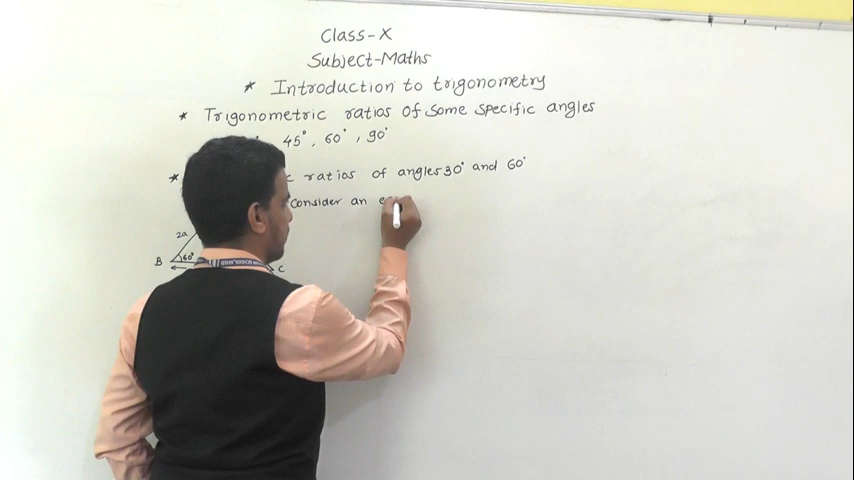 Class-X
Subject-Maths
* Introduction to trigonometry
* Trigonometric ratios of some specific angles
45°, 60°, 90°
* ratios of angles 30° and 60°
Consider an
2a
B 60° C